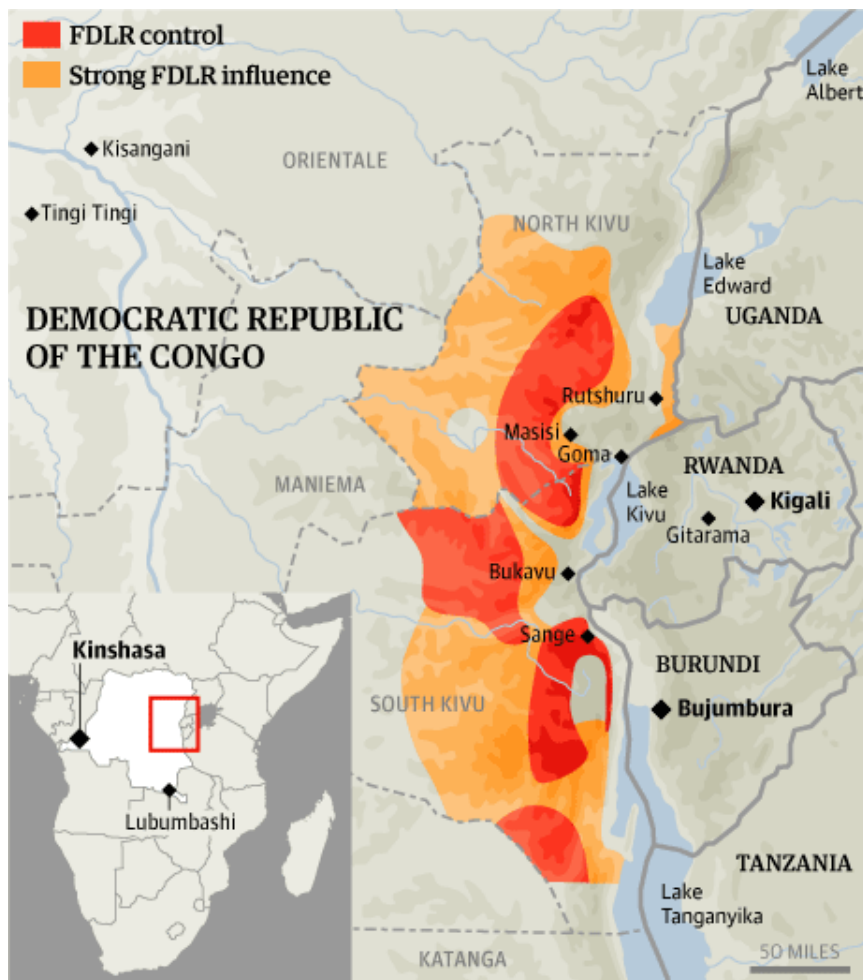 FDLR control
Strong FDLR influence
Lake
Albert
Kisangani
ORIENTALE
Tingi Tingi
NORTH KIVU
Lake
Edward
DEMOCRATIC REPUBLIC
OF THE CONGO
UGANDA
Rutshuru
Masisi
Goma
RWANDA
MANIEMA
Lake
Kivu
Kigali
Gitarama
Bukavu
Sange
Kinshasa
BURUNDI
SOUTH KIVU
Bujumbura
Lubumbashi
TANZANIA
Lake
Tanganyika
KATANGA
50 MILES